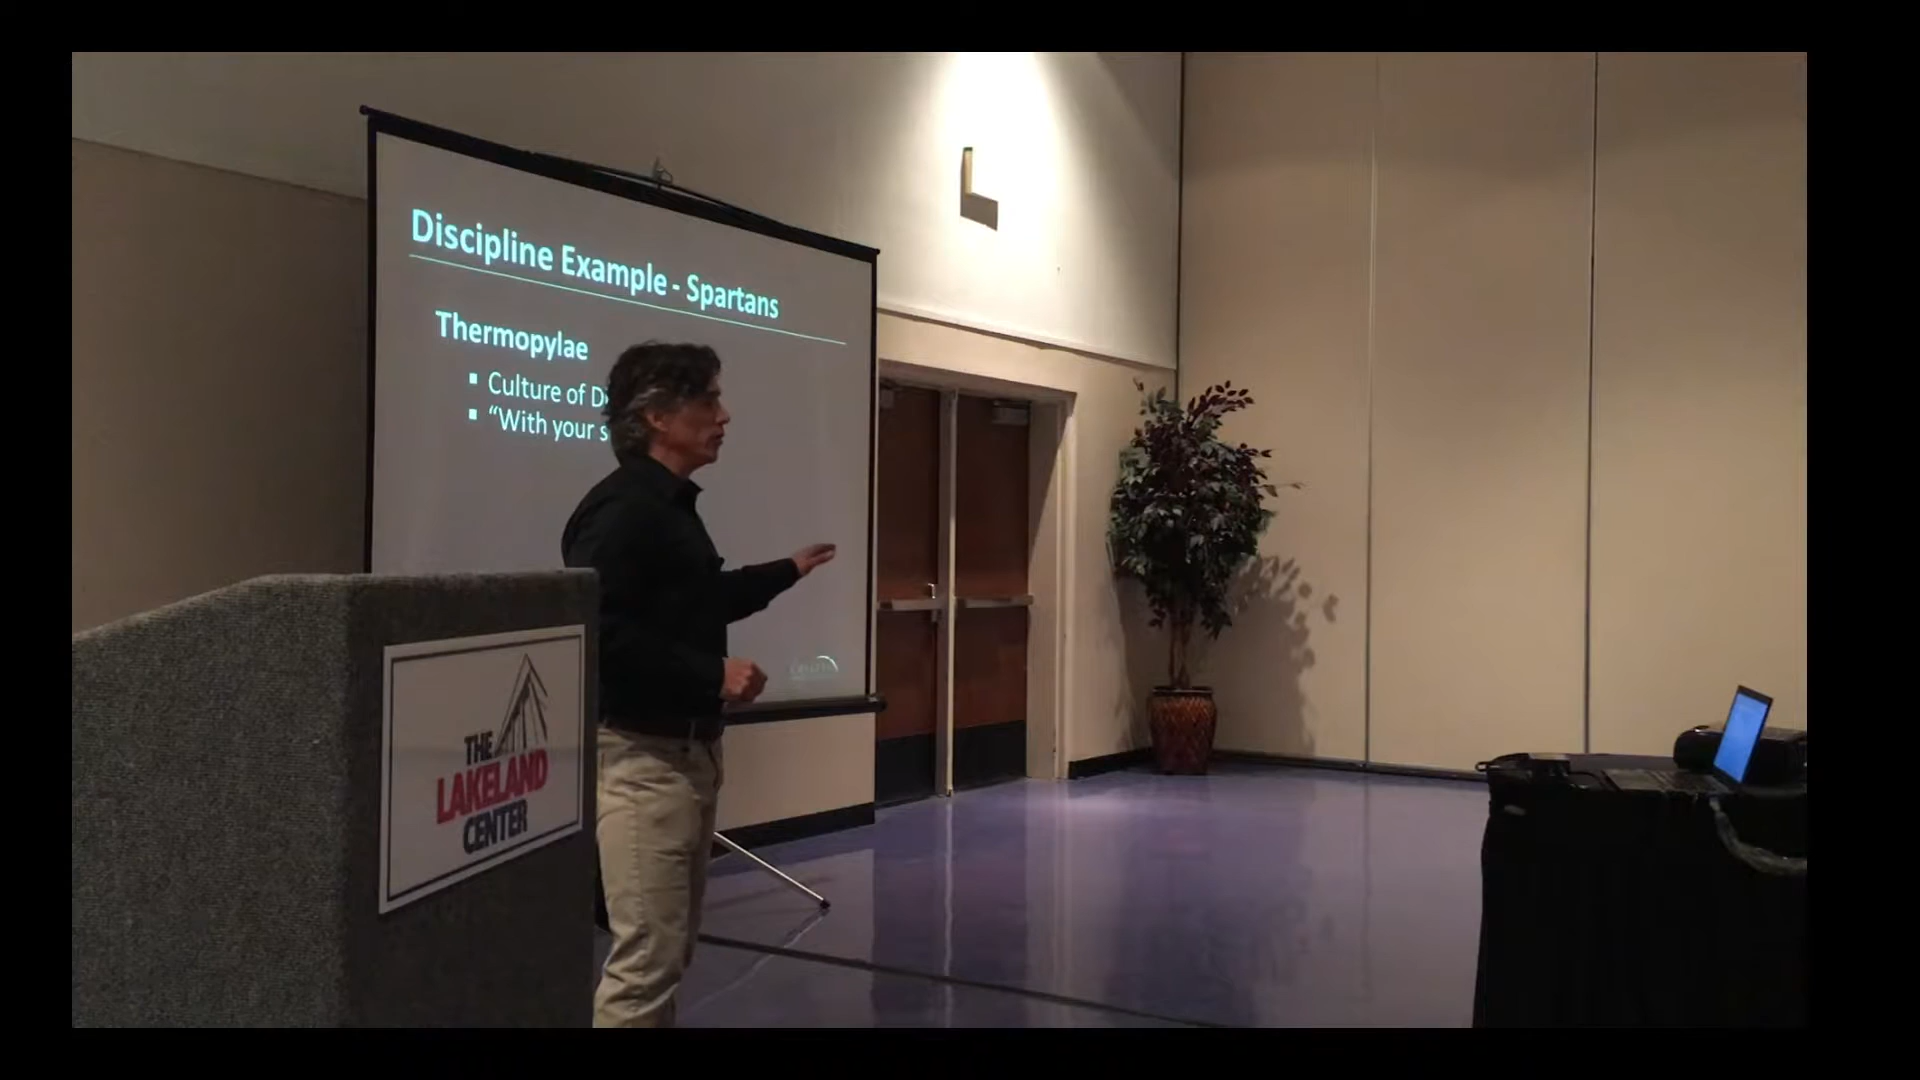 Discipline Example - Spartans
Thermopylae
▪ Culture of D
▪ “With your s
THE
LAKELAND
CENTER